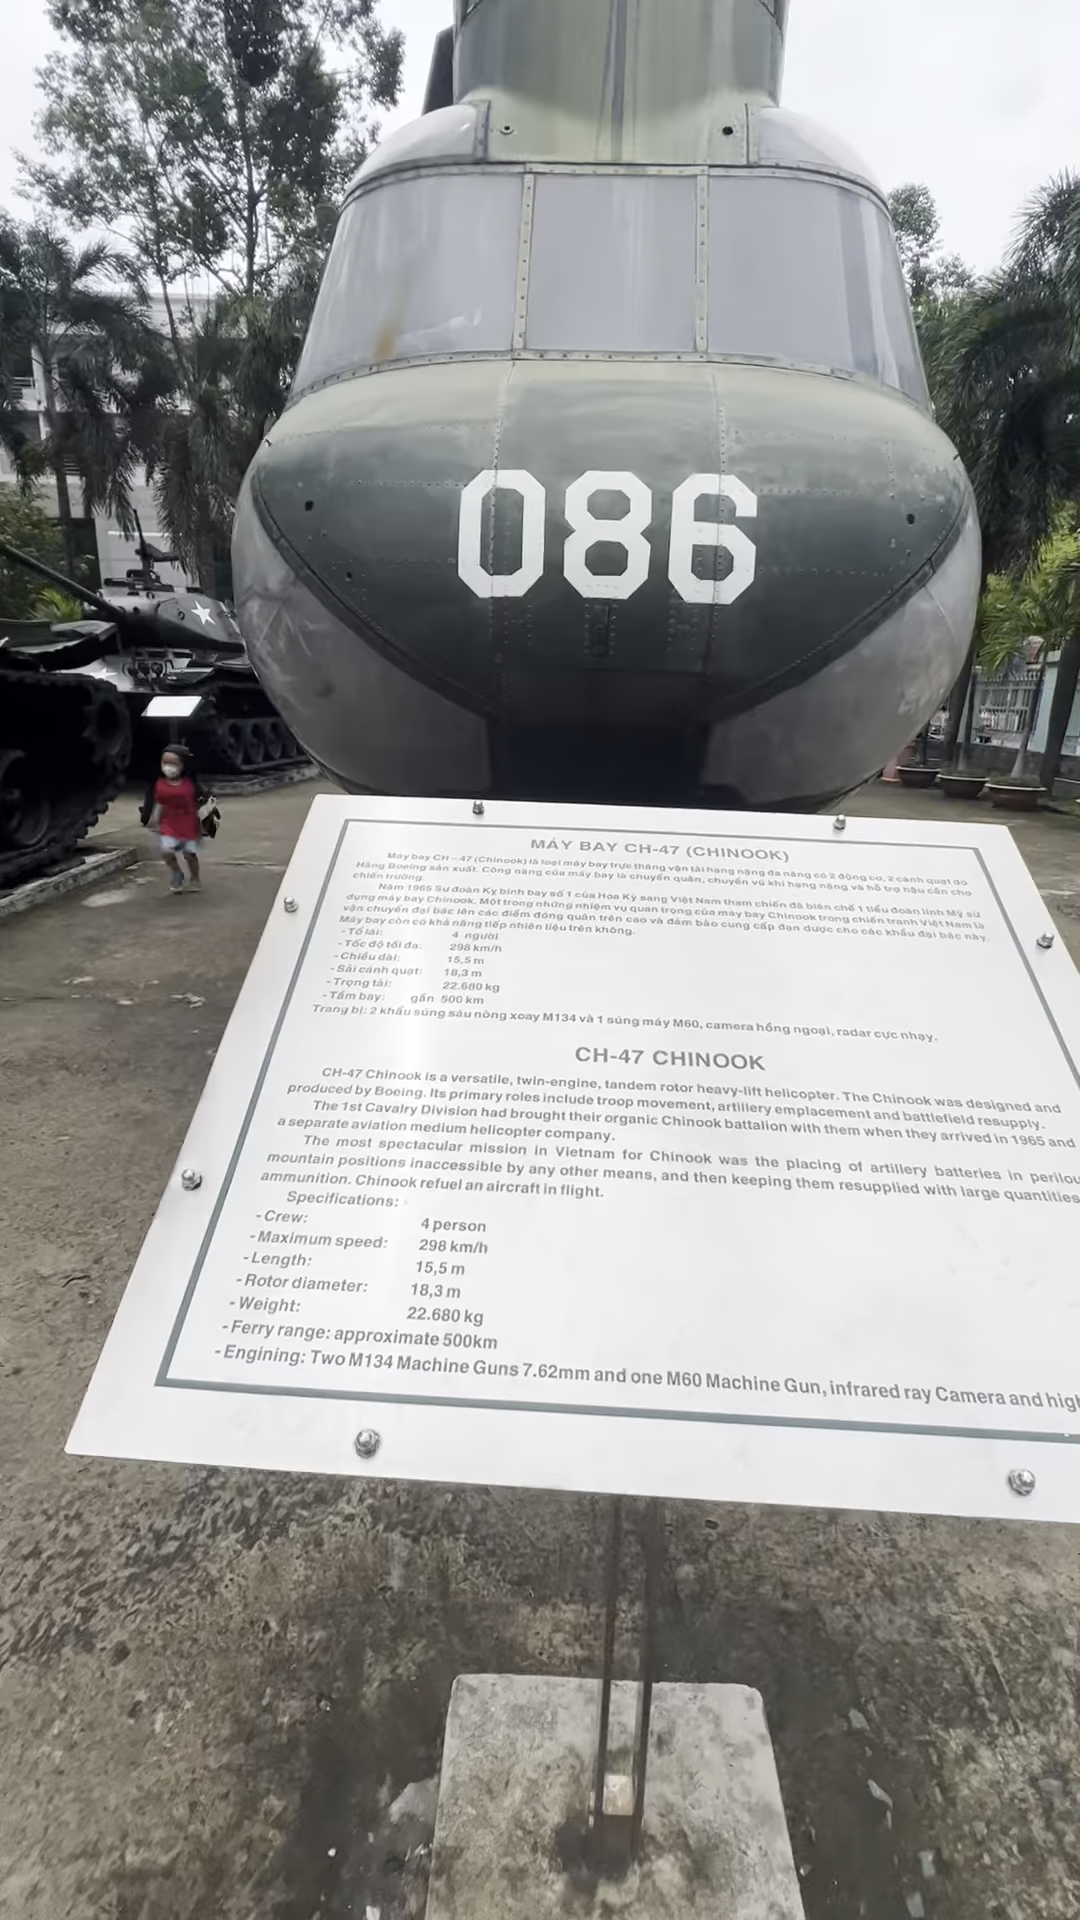 086
MÁY BAY CH-47 (CHINOOK)
Máy bay CH – 47 (Chinook) là loại máy bay trực thăng vận tải hạng nặng đa năng có 2 động cơ, 2 cánh quạt do
Hãng Boeing sản xuất. Công năng của máy bay là chuyển quân, chuyển vũ khí hạng nặng và hỗ trợ hậu cần cho
chiến trường.
Năm 1965 Sư đoàn Kỵ binh bay số 1 của Hoa Kỳ sang Việt Nam tham chiến đã biên chế 1 tiểu đoàn lính Mỹ sử
dụng máy bay Chinook. Một trong những nhiệm vụ quan trọng của máy bay Chinook trong chiến tranh Việt Nam là
vận chuyển đại bác lên các điểm đóng quân trên cao và đảm bảo cung cấp đạn dược cho các khẩu đại bác này.
Máy bay còn có khả năng tiếp nhiên liệu trên không.
- Tổ lái: 4 người
- Tốc độ tối đa: 298 km/h
- Chiều dài: 15,5 m
- Sải cánh quạt: 18,3 m
- Trọng tải: 22.680 kg
- Tầm bay: gần 500 km
Trang bị: 2 khẩu súng sáu nòng xoay M134 và 1 súng máy M60, camera hồng ngoại, radar cực nhạy.
CH-47 CHINOOK
CH-47 Chinook is a versatile, twin-engine, tandem rotor heavy-lift helicopter. The Chinook was designed and
produced by Boeing. Its primary roles include troop movement, artillery emplacement and battlefield resupply.
The 1st Cavalry Division had brought their organic Chinook battalion with them when they arrived in 1965 and
a separate aviation medium helicopter company.
The most spectacular mission in Vietnam for Chinook was the placing of artillery batteries in
mountain positions inaccessible by any other means, and then keeping them resupplied with large quantities
ammunition. Chinook refuel an aircraft in flight.
Specifications:
- Crew: 4 person
- Maximum speed: 298 km/h
- Length: 15,5 m
- Rotor diameter: 18,3 m
- Weight: 22.680 kg
- Ferry range: approximate 500km
- Engining: Two M134 Machine Guns 7.62mm and one M60 Machine Gun, infrared ray Camera and